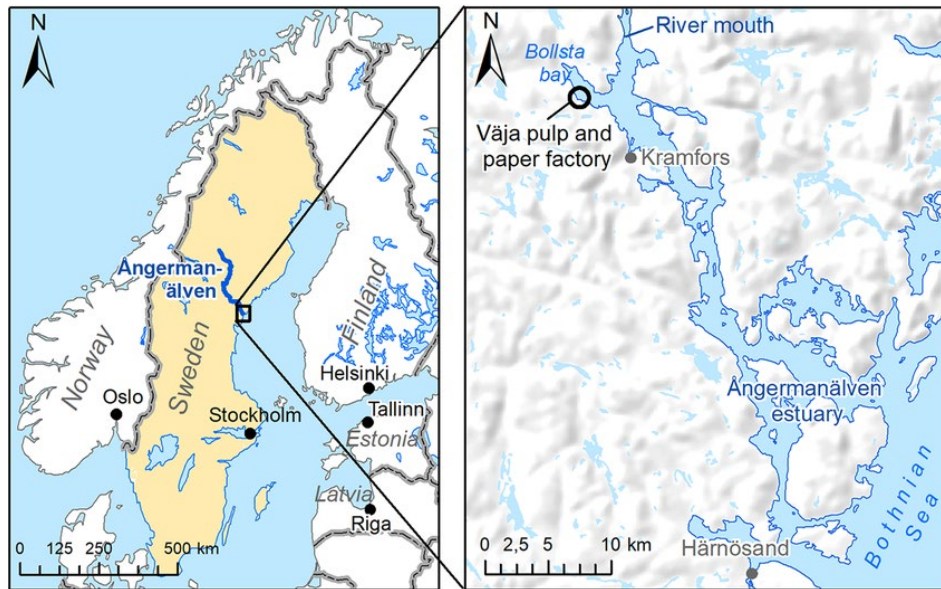 N
Ångerman-
älven
Norway
Sweden
Finland
Oslo
Stockholm
Helsinki
Tallinn
Estonia
Latvia
Riga
0 125 250 500 km
N
River mouth
Bollsta
bay
Väja pulp and
paper factory
Kramfors
Ångermanälven
estuary
Bothnian
Sea
Härnösand
0 2,5 5 10 km